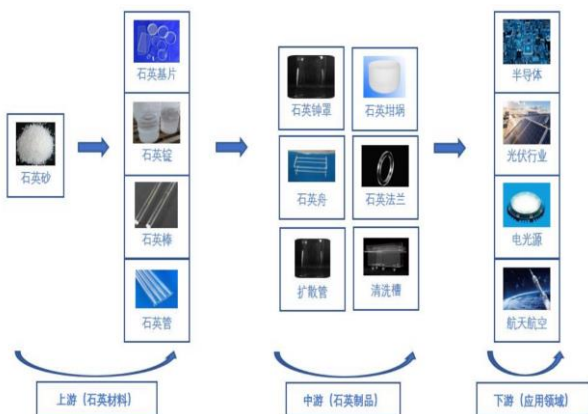 石英砂
石英基片
石英锭
石英棒
石英管
石英钟罩
石英坩埚
石英舟
石英法兰
扩散管
清洗槽
半导体
光伏行业
电光源
航天航空
上游（石英材料）
中游（石英制品）
下游（应用领域）